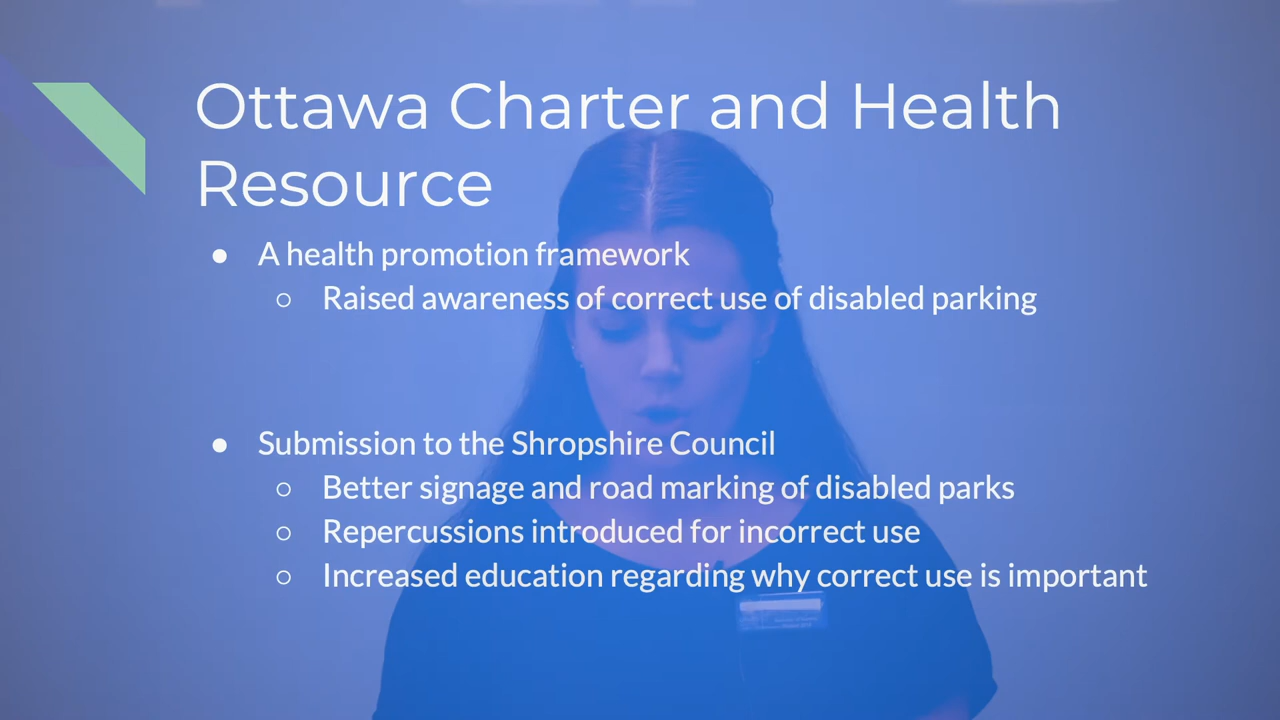 Ottawa Charter and Health
Resource
● A health promotion framework
○ Raised awareness of correct use of disabled parking
● Submission to the Shropshire Council
○ Better signage and road marking of disabled parks
○ Repercussions introduced for incorrect use
○ Increased education regarding why correct use is important